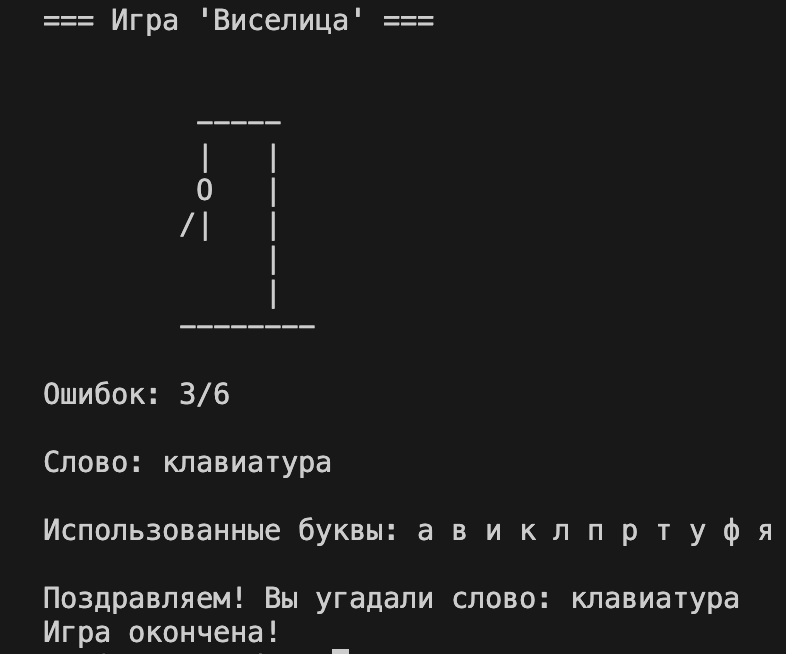 === Игра 'Виселица' ===
-----
|   |
O   |
/|   |
|
|
--------
Ошибок: 3/6
Слово: клавиатура
Использованные буквы: а в и к л п р т у ф я
Поздравляем! Вы угадали слово: клавиатура
Игра окончена!